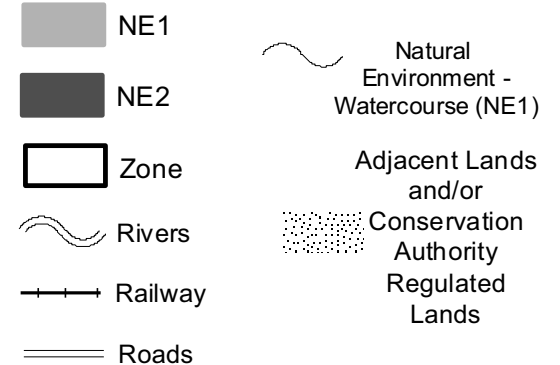 NE1
NE2
Zone
Rivers
Railway
Roads
Natural
Environment -
Watercourse (NE1)
Adjacent Lands
and/or
Conservation
Authority
Regulated
Lands